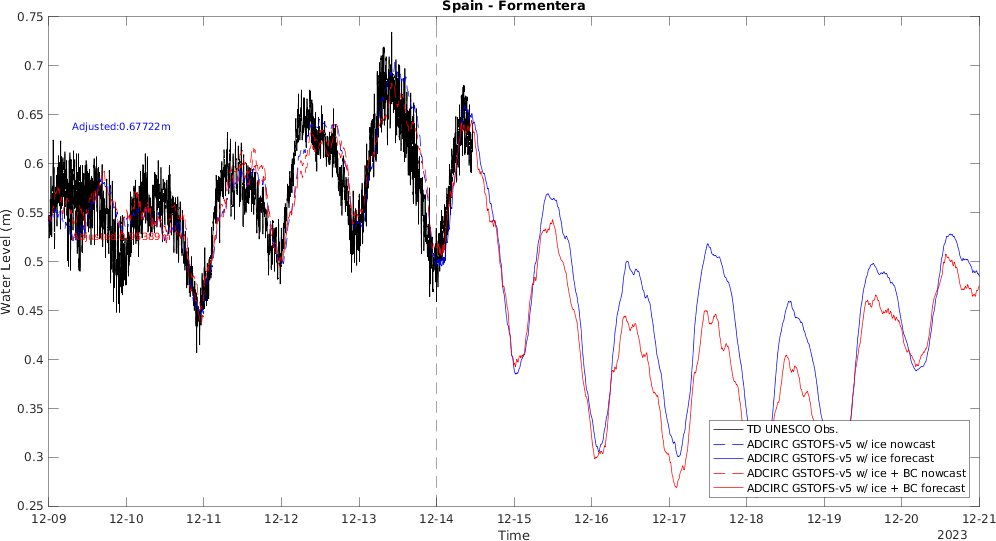 Spain - Formentera
0.75
0.7
0.65
0.6
0.55
0.5
0.45
0.4
0.35
0.3
0.25
Water Level (m)
Adjusted:0.67722m
TD UNESCO Obs.
ADCIRC GSTOFS-v5 w/ ice nowcast
ADCIRC GSTOFS-v5 w/ ice forecast
ADCIRC GSTOFS-v5 w/ ice + BC nowcast
ADCIRC GSTOFS-v5 w/ ice + BC forecast
12-09 12-10 12-11 12-12 12-13 12-14 12-15 12-16 12-17 12-18 12-19 12-20 12-21
Time
2023